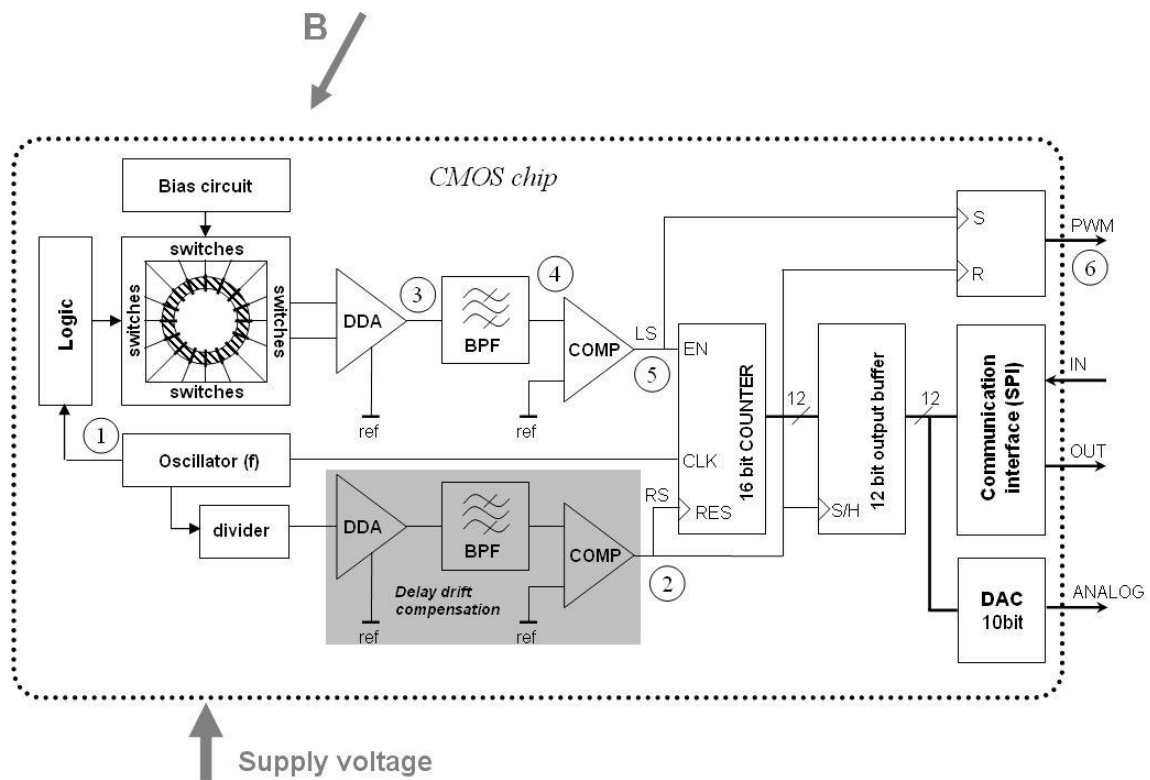 B
CMOS chip
Bias circuit
switches
switches
switches
switches
Logic
DDA
3
BPF
4
COMP
LS
5
ref
ref
1
Oscillator (f)
divider
DDA
BPF
COMP
Delay drift
compensation
ref
ref
2
EN
CLK
RS
RES
16 bit COUNTER
12
S/H
12 bit output buffer
12
S
R
PWM
6
Communication
interface (SPI)
IN
OUT
DAC
10bit
ANALOG
Supply voltage